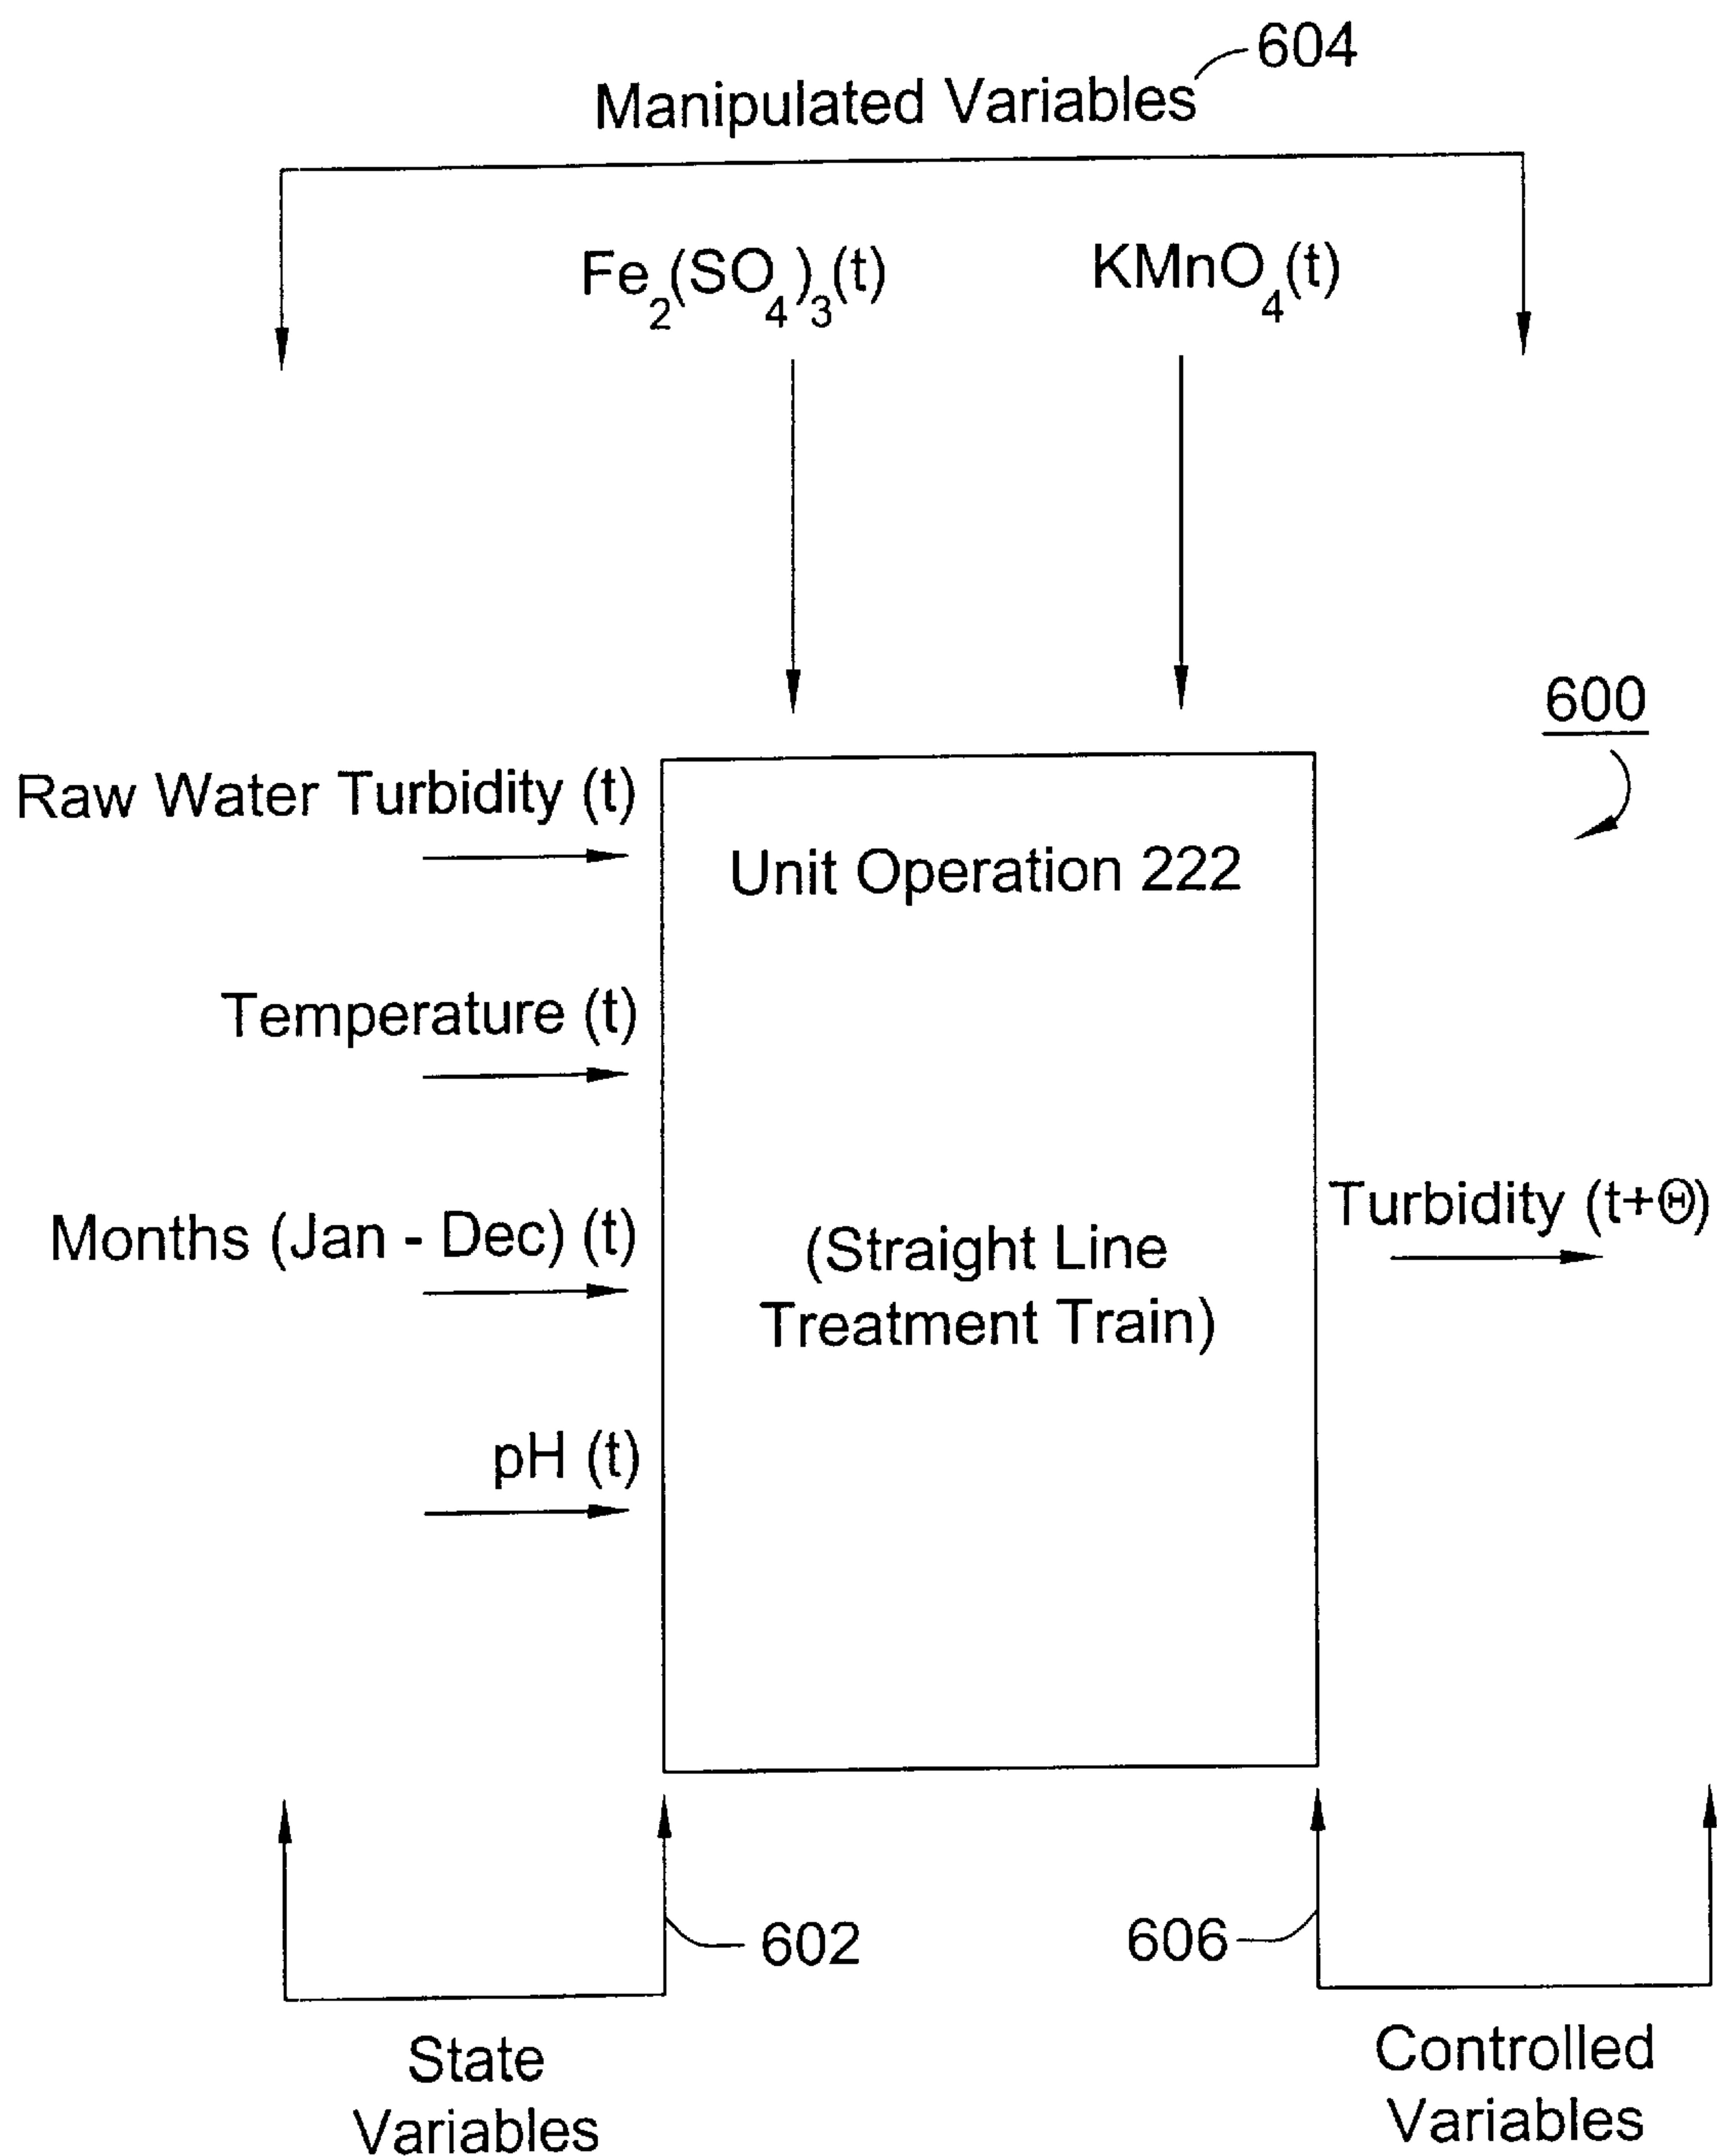 604
Manipulated Variables
Fe2(SO4)3(t)
KMnO4(t)
600
Raw Water Turbidity (t)
Unit Operation 222
Temperature (t)
Turbidity (t+Θ)
Months (Jan - Dec) (t)
(Straight Line
Treatment Train)
pH (t)
602
606
State
Variables
Controlled
Variables